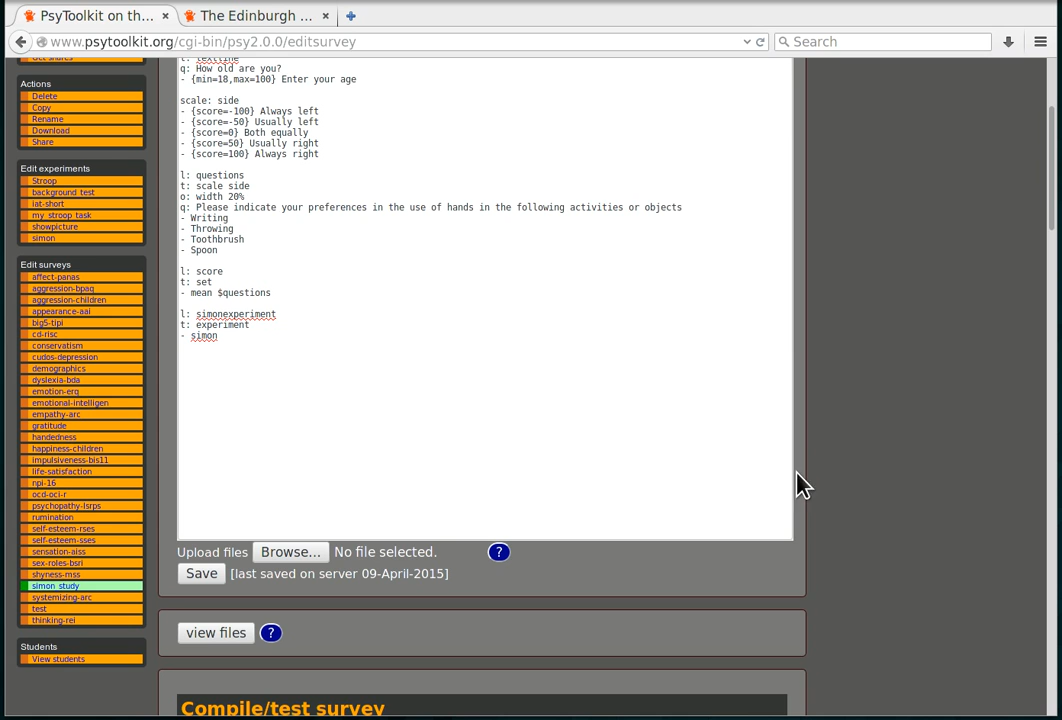 PsyToolkit on th... ×
The Edinburgh ... ×
www.psytoolkit.org/cgi-bin/psy2.0.0/editsurvey
Search
Get shares
Actions
Delete
Copy
Rename
Download
Share
Edit experiments
Stroop
background test
iat-short
my stroop task
showpicture
simon
Edit surveys
affect-panas
aggression-bpaq
aggression-children
appearance-aai
big5-tipi
cd-risc
conservatism
cudos-depression
demographics
dyslexia-bda
emotion-erq
emotional-intelligen
empathy-arc
gratitude
handedness
happiness-children
impulsiveness-bis11
life-satisfaction
npi-16
ocd-oci-r
psychopathy-lsrps
rumination
self-esteem-rses
self-esteem-sses
sensation-aiss
sex-roles-bsri
shyness-mss
simon study
systemizing-arc
test
thinking-rei
Students
View students
t: textline
q: How old are you?
- {min=18,max=100} Enter your age
scale: side
- {score=-100} Always left
- {score=-50} Usually left
- {score=0} Both equally
- {score=50} Usually right
- {score=100} Always right
l: questions
t: scale side
o: width 20%
q: Please indicate your preferences in the use of hands in the following activities or objects
- Writing
- Throwing
- Toothbrush
- Spoon
l: score
t: set
- mean $questions
l: simonexperiment
t: experiment
- simon
Upload files Browse... No file selected. ?
Save [last saved on server 09-April-2015]
view files ?
Compile/test survey